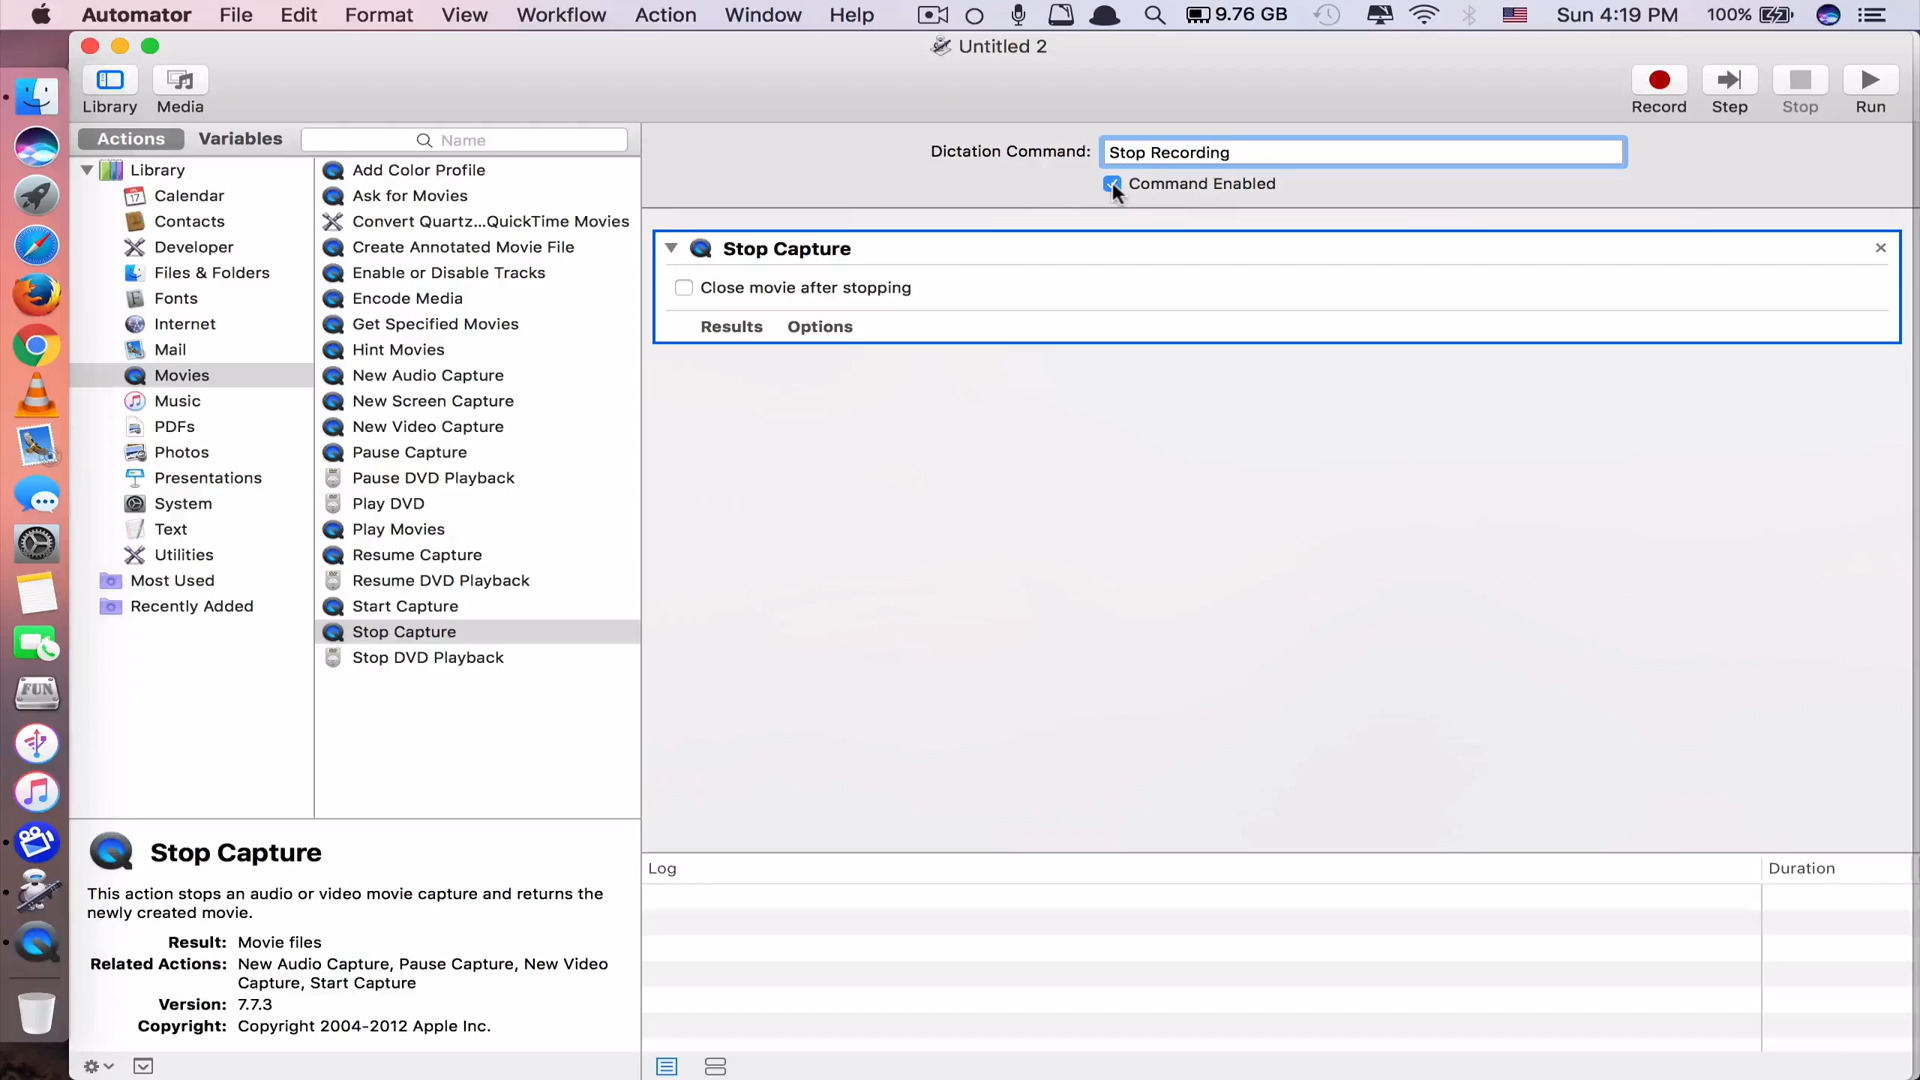 Automator File Edit Format View Workflow Action Window Help 9.76 GB Sun 4:19 PM 100%
Untitled 2
Library Media Record Step Stop Run
Actions Variables Name
Dictation Command: Stop Recording
Command Enabled
Library
Calendar
Contacts
Developer
Files & Folders
Fonts
Internet
Mail
Movies
Music
PDFs
Photos
Presentations
System
Text
Utilities
Most Used
Recently Added
Add Color Profile
Ask for Movies
Convert Quartz...QuickTime Movies
Create Annotated Movie File
Enable or Disable Tracks
Encode Media
Get Specified Movies
Hint Movies
New Audio Capture
New Screen Capture
New Video Capture
Pause Capture
Pause DVD Playback
Play DVD
Play Movies
Resume Capture
Resume DVD Playback
Start Capture
Stop Capture
Stop DVD Playback
Stop Capture
Close movie after stopping
Results Options
17
FUN
Stop Capture
This action stops an audio or video movie capture and returns the
newly created movie.
Result: Movie files
Related Actions: New Audio Capture, Pause Capture, New Video
Capture, Start Capture
Version: 7.7.3
Copyright: Copyright 2004-2012 Apple Inc.
Log Duration